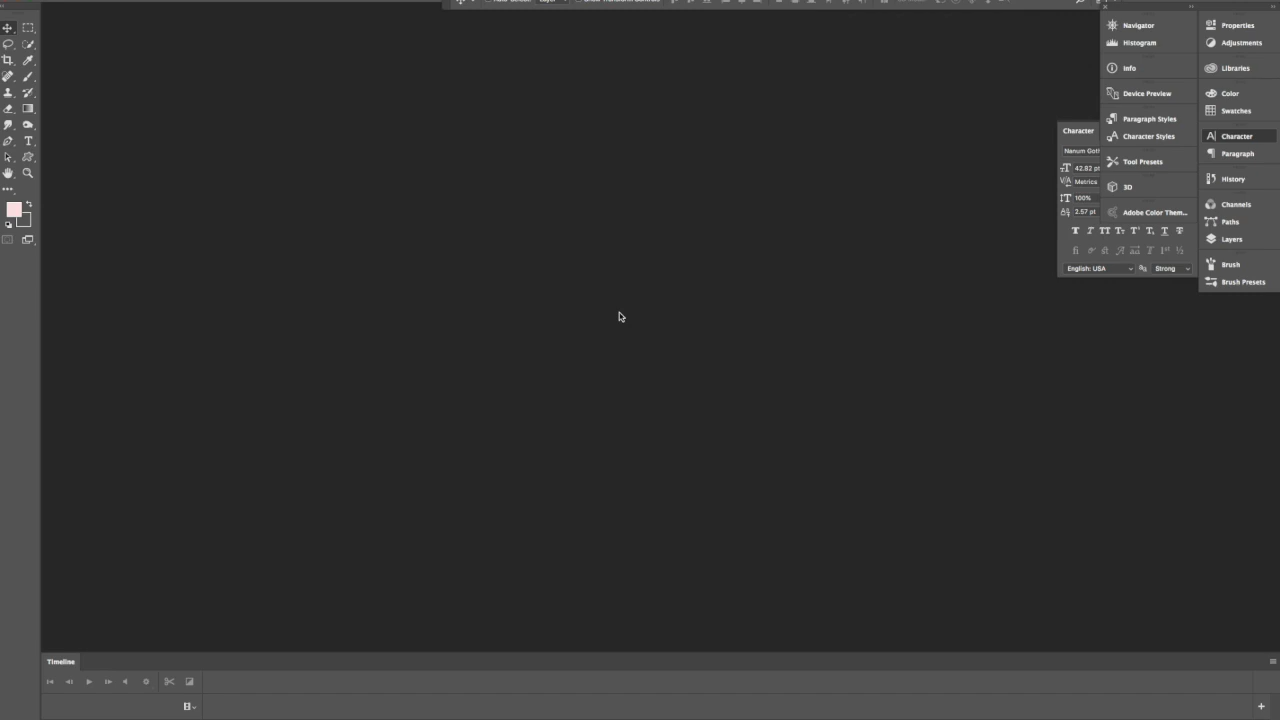 Navigator
Histogram
Info
Device Preview
Paragraph Styles
Character Styles
Tool Presets
3D
Adobe Color Them...
Properties
Adjustments
Libraries
Color
Swatches
Character
Paragraph
History
Channels
Paths
Layers
Brush
Brush Presets
Character
Nanum Got
42.82 pt
Metrics
100%
2.57 pt
English: USA
Strong
Timeline